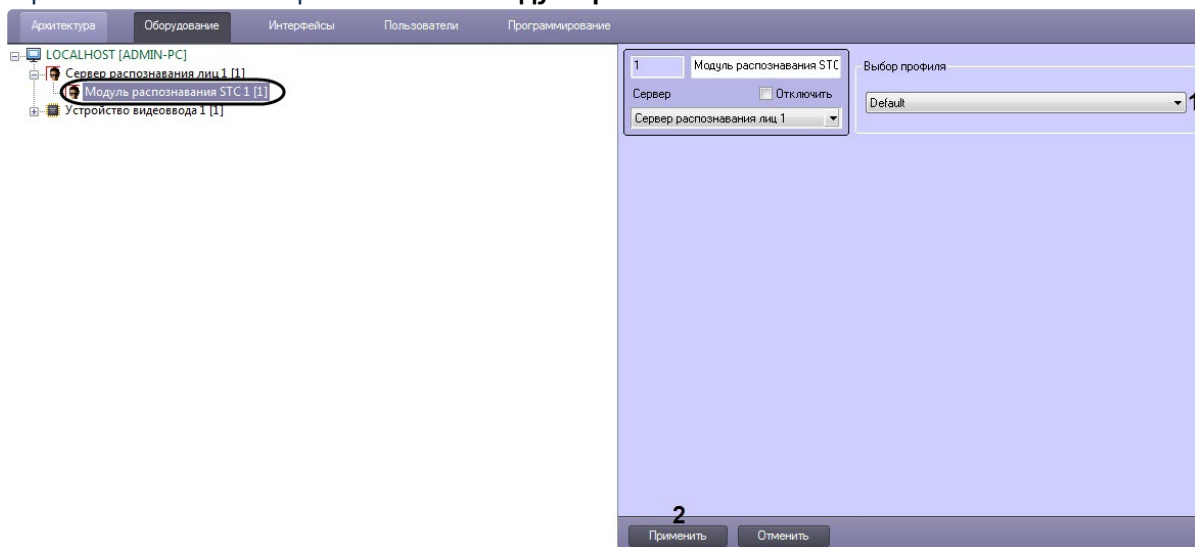 Архитектура Оборудование Интерфейсы Пользователи Программирование
LOCALHOST [ADMIN-PC]
Сервер распознавания лиц 1 [1]
Модуль распознавания STC 1 [1]
Устройство видеоввода 1 [1]
1 Модуль распознавания STC
Сервер Отключить
Сервер распознавания лиц 1
Выбор профиля
Default 1
2
Применить Отменить